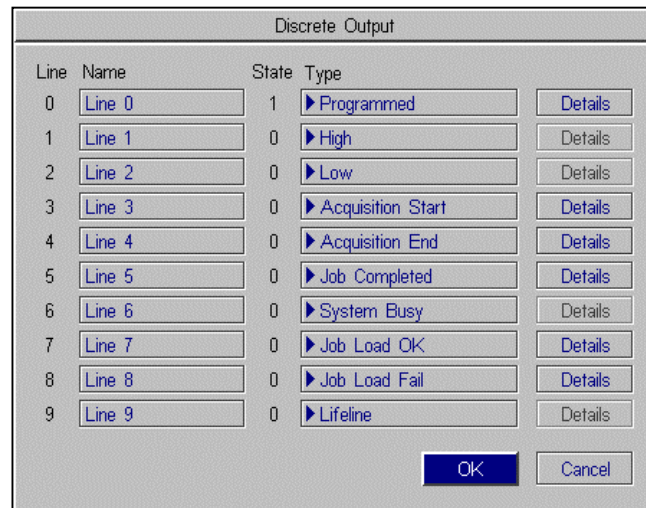 Discrete Output
Line Name State Type
0 Line 0 1 Programmed Details
1 Line 1 0 High Details
2 Line 2 0 Low Details
3 Line 3 0 Acquisition Start Details
4 Line 4 0 Acquisition End Details
5 Line 5 0 Job Completed Details
6 Line 6 0 System Busy Details
7 Line 7 0 Job Load OK Details
8 Line 8 0 Job Load Fail Details
9 Line 9 0 Lifeline Details
OK Cancel